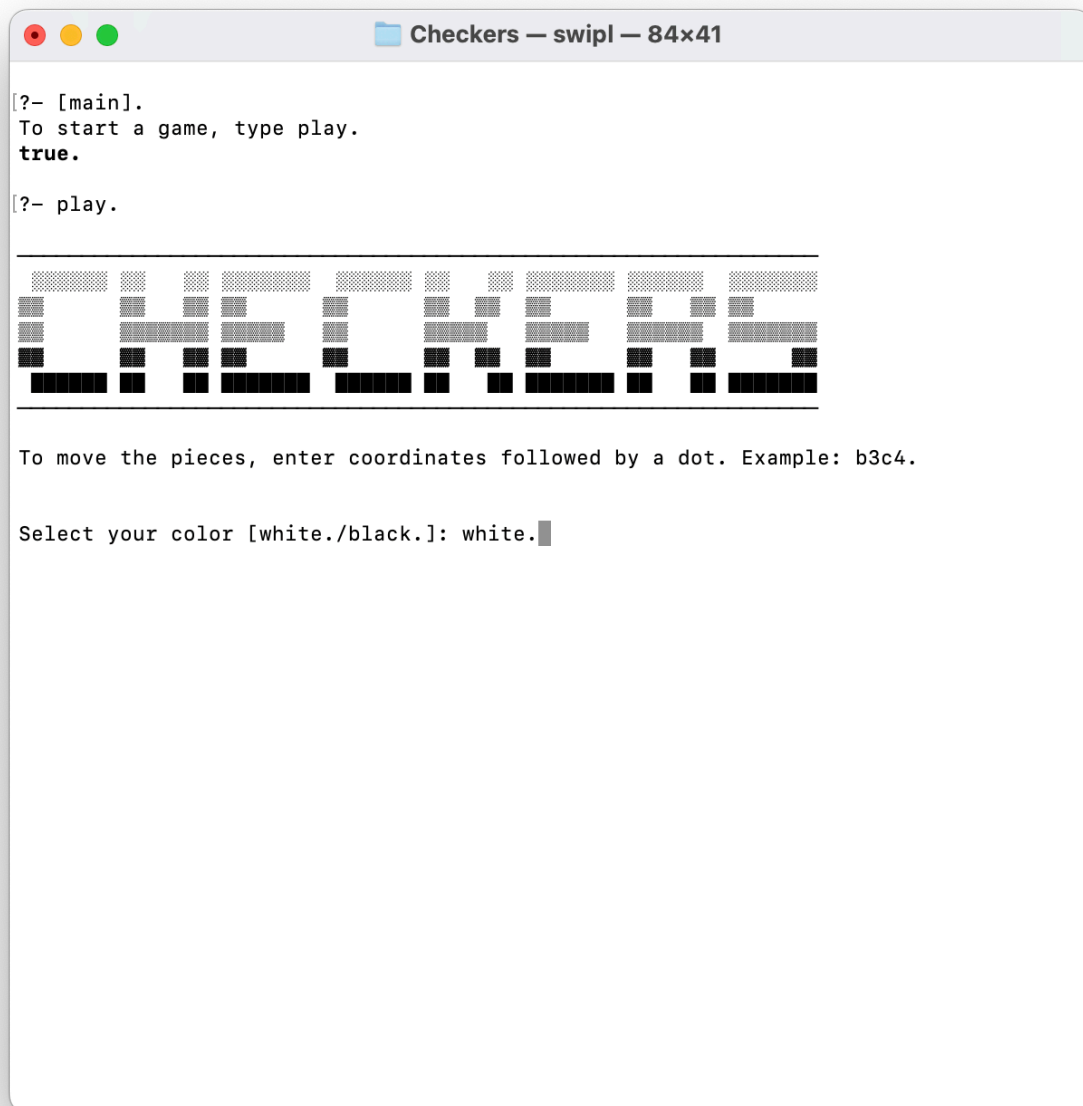 Checkers — swipl — 84×41
?- [main].
To start a game, type play.
true.
?- play.
CHECKERS
To move the pieces, enter coordinates followed by a dot. Example: b3c4.
Select your color [white./black.]: white.